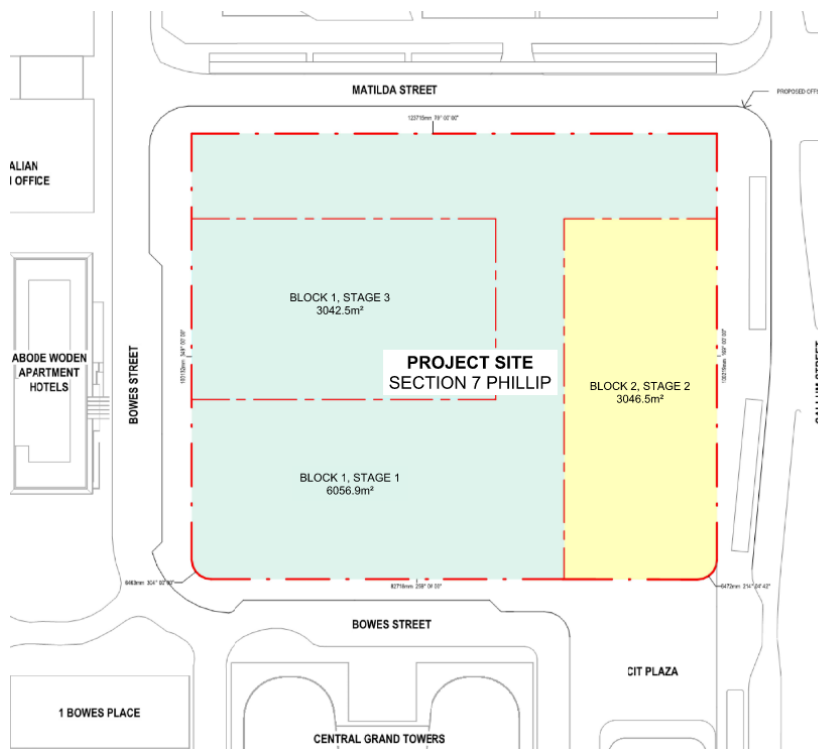 MATILDA STREET
PROPOSED OFF
ALIAN
OFFICE
BLOCK 1, STAGE 3
3042.5m²
ABODE WODEN
APARTMENT
HOTELS
BOWES STREET
PROJECT SITE
SECTION 7 PHILLIP
BLOCK 2, STAGE 2
3046.5m²
BLOCK 1, STAGE 1
6056.9m²
BOWES STREET
CIT PLAZA
1 BOWES PLACE
CENTRAL GRAND TOWERS